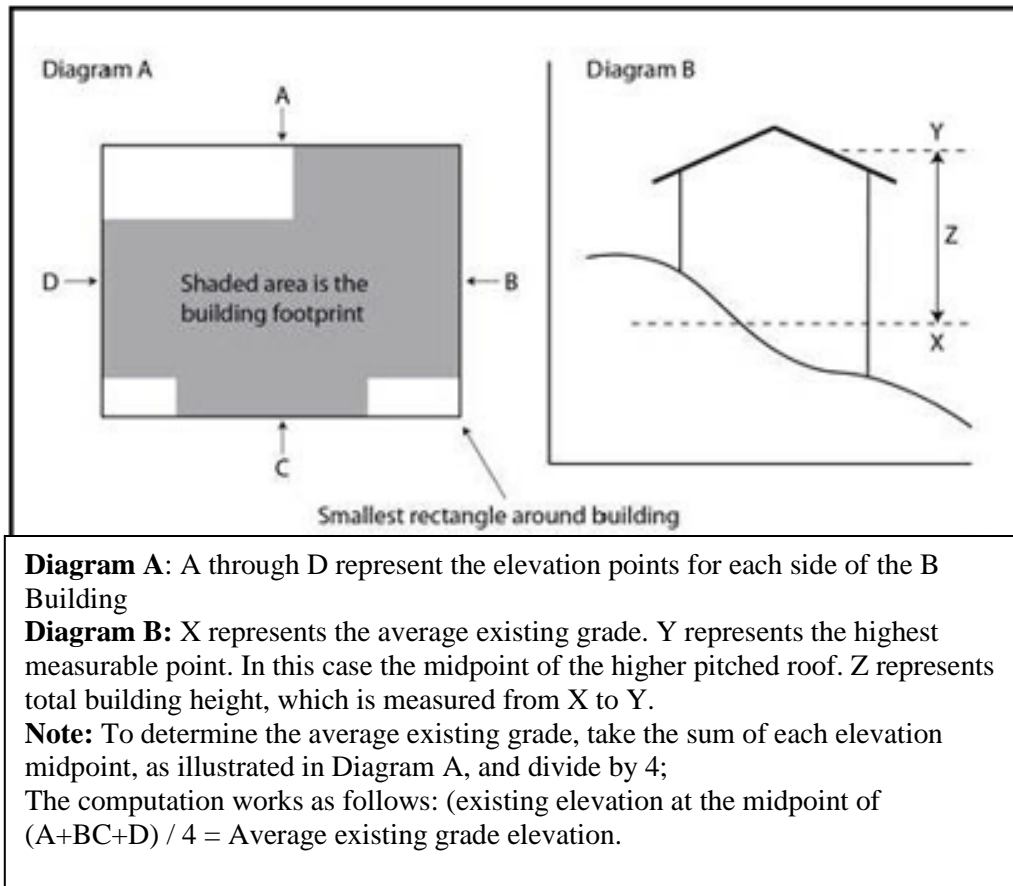 Diagram A
A
D
B
Shaded area is the
building footprint
C
Smallest rectangle around building
Diagram B
Y
Z
X
Diagram A: A through D represent the elevation points for each side of the B
Building
Diagram B: X represents the average existing grade. Y represents the highest
measurable point. In this case the midpoint of the higher pitched roof. Z represents
total building height, which is measured from X to Y.
Note: To determine the average existing grade, take the sum of each elevation
midpoint, as illustrated in Diagram A, and divide by 4;
The computation works as follows: (existing elevation at the midpoint of
(A+BC+D) / 4 = Average existing grade elevation.